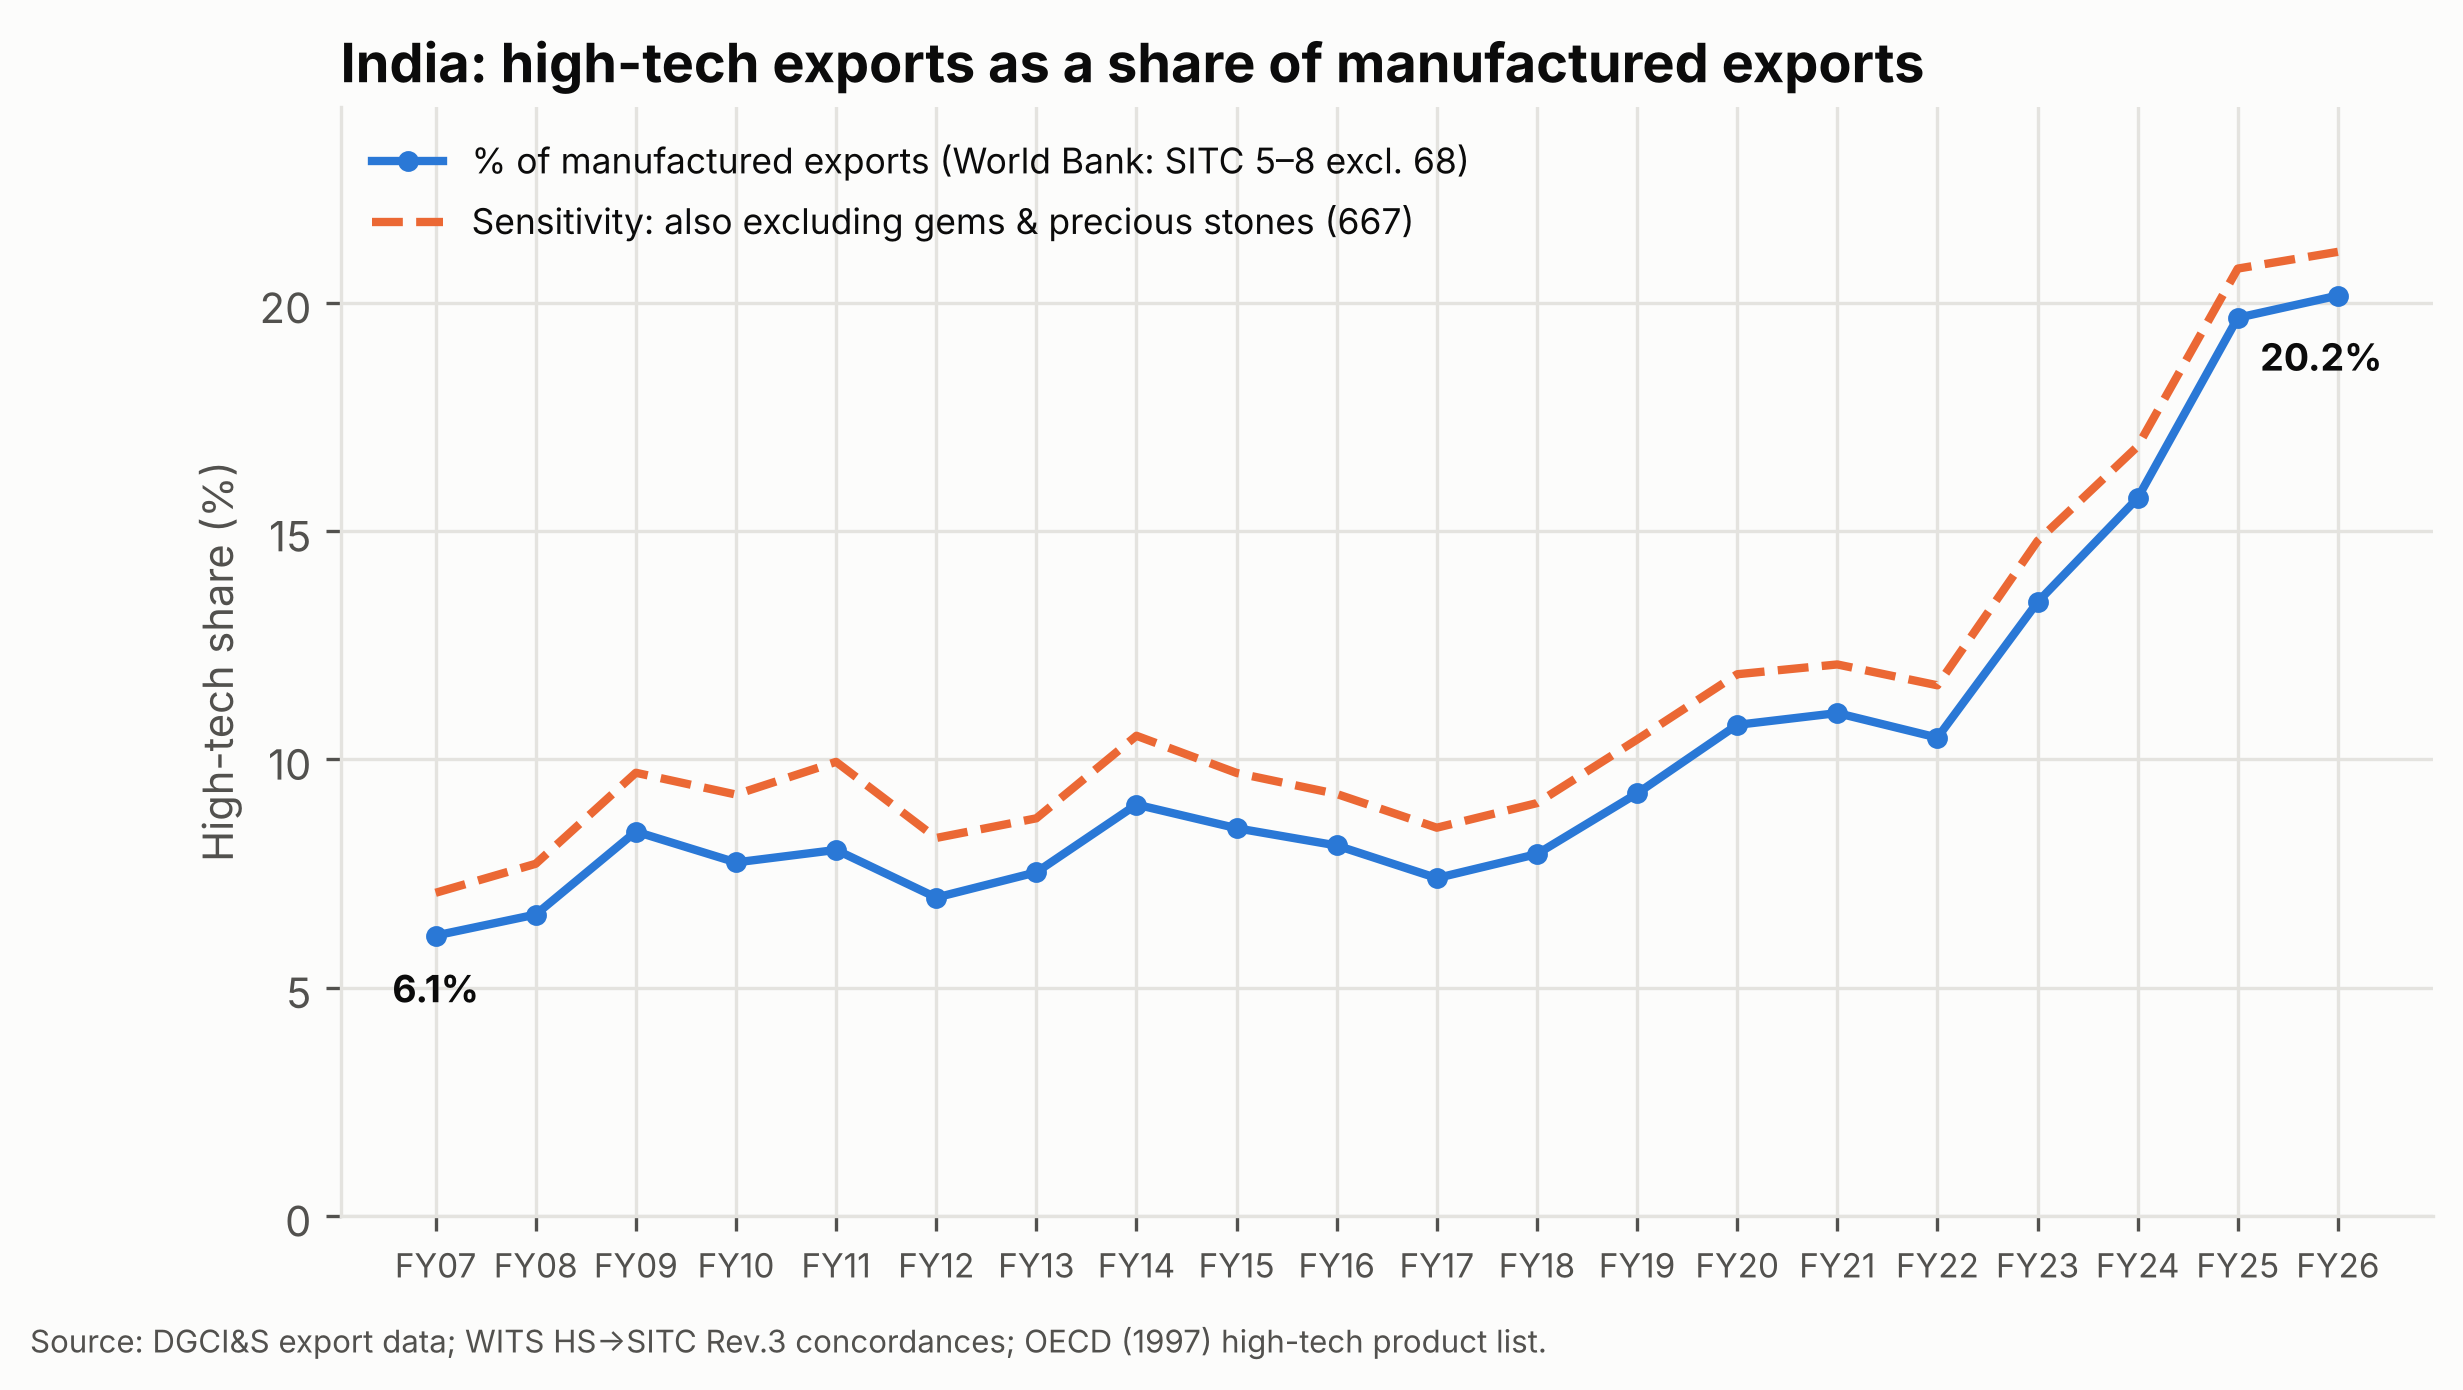 India: high-tech exports as a share of manufactured exports
% of manufactured exports (World Bank: SITC 5–8 excl. 68)
Sensitivity: also excluding gems & precious stones (667)
High-tech share (%)
20
15
10
5
0
20.2%
6.1%
FY07 FY08 FY09 FY10 FY11 FY12 FY13 FY14 FY15 FY16 FY17 FY18 FY19 FY20 FY21 FY22 FY23 FY24 FY25 FY26
Source: DGCI&S export data; WITS HS→SITC Rev.3 concordances; OECD (1997) high-tech product list.